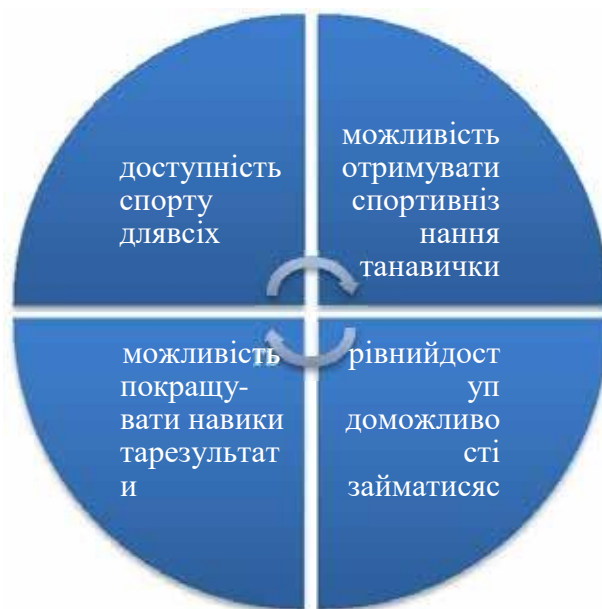 доступність
спорту
длявсіх
можливість
отримувати
спортивніз
нання
танавички
можливість
покращу-
вати навики
тарезультат
и
рівнийдост
уп
доможливо
сті
займатисяс